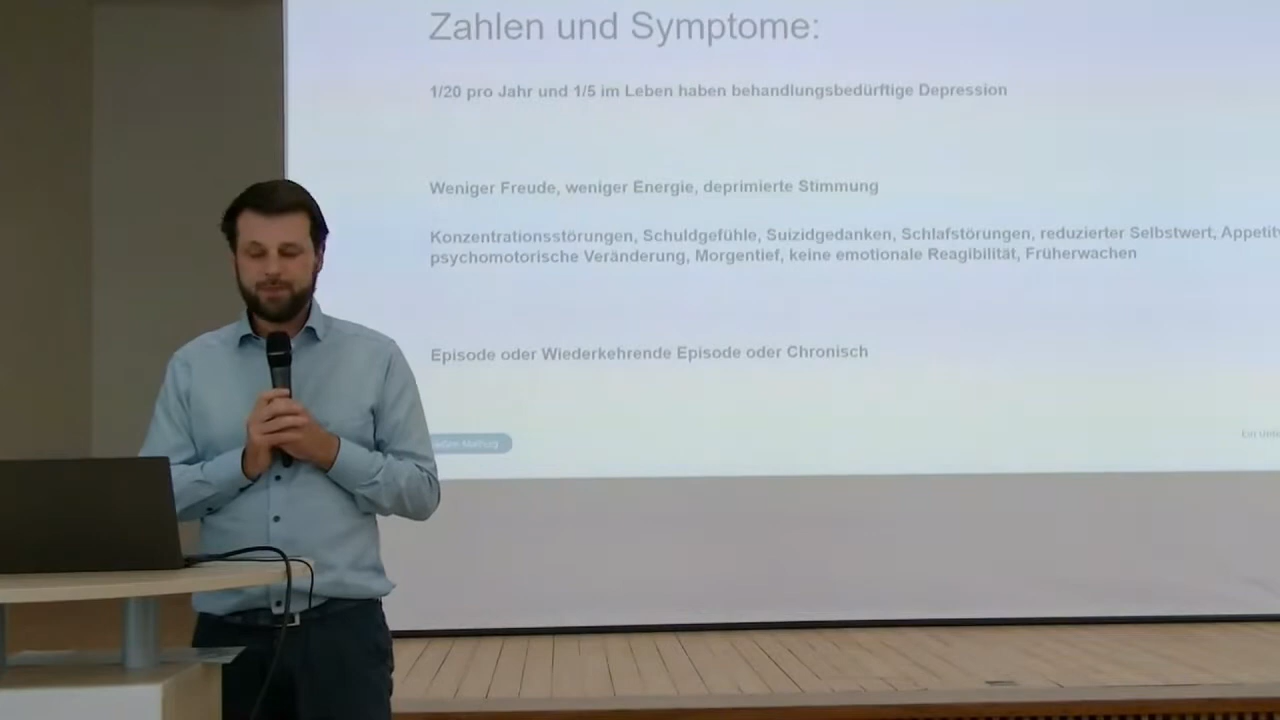 Zahlen und Symptome:
1/20 pro Jahr und 1/5 im Leben haben behandlungsbedürftige Depression
Weniger Freude, weniger Energie, deprimierte Stimmung
Konzentrationsstörungen, Schuldgefühle, Suizidgedanken, Schlafstörungen, reduzierter Selbstwert,
psychomotorische Veränderung, Morgentief, keine emotionale Reagibilität, Früherwachen
Episode oder Wiederkehrende Episode oder Chronisch
Ein